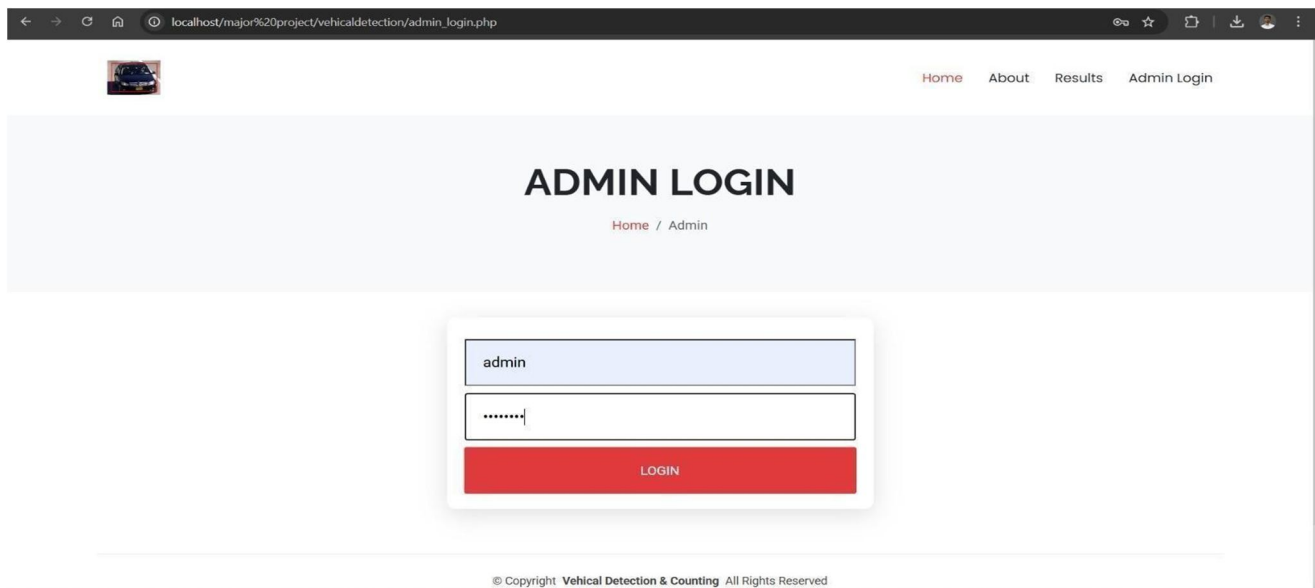 localhost/major%20project/vehicaldetection/admin_login.php
Home About Results Admin Login
ADMIN LOGIN
Home / Admin
admin
••••••••
LOGIN
© Copyright Vehical Detection & Counting All Rights Reserved